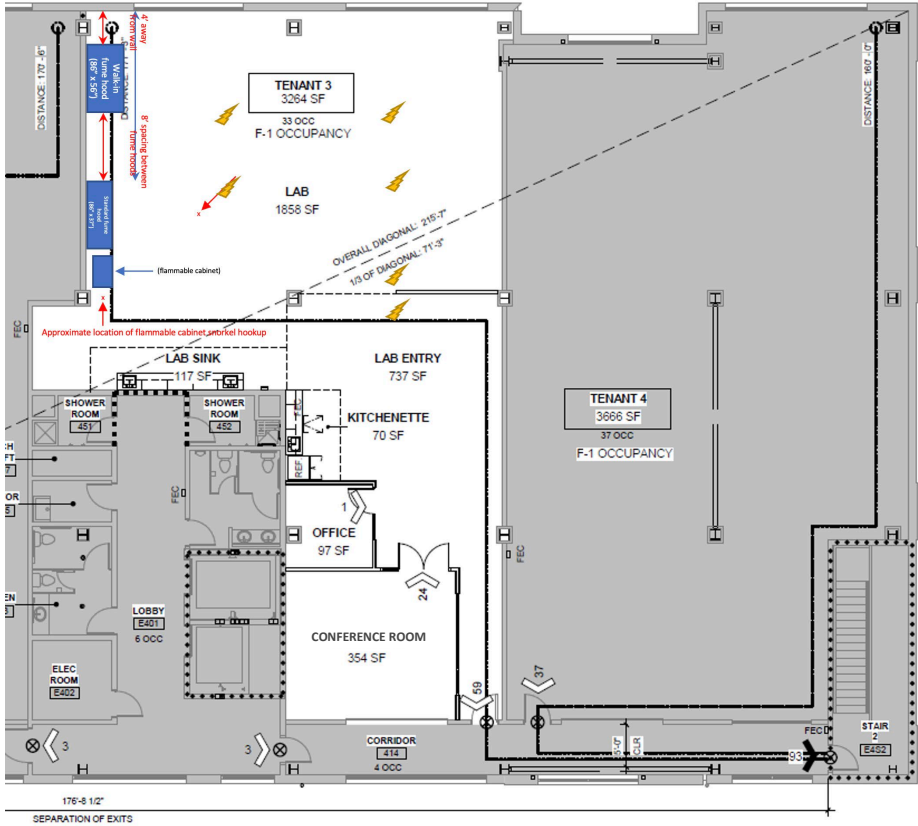 4' away
from wall
DISTANCE: 170' -6"
Walk-in
fume hood
(86" x 56")
8' spacing between
fume hoods
Standard fume
hood
(86" x 37")
(flammable cabinet)
x
x
Approximate location of flammable cabinet snorkel hookup
TENANT 3
3264 SF
33 OCC
F-1 OCCUPANCY
LAB
1858 SF
OVERALL DIAGONAL: 215'-7"
1/3 OF DIAGONAL: 71'-3"
DISTANCE: 160' -0"
FEC
LAB SINK
117 SF
LAB ENTRY
737 SF
SHOWER
ROOM
451
SHOWER
ROOM
452
FEC
KITCHENETTE
70 SF
REF
TENANT 4
3666 SF
37 OCC
F-1 OCCUPANCY
FEC
1
OFFICE
97 SF
FEC
24
LOBBY
E401
6 OCC
CONFERENCE ROOM
354 SF
ELEC
ROOM
E402
59
37
3
3
CORRIDOR
414
4 OCC
5'-0"
CLR
FEC
93
STAIR
2
E4S2
176'-8 1/2"
SEPARATION OF EXITS